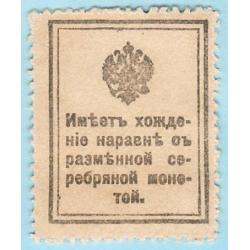 Имѣетъ хожде-
ніе наравнѣ съ
размѣнной се-
ребряной моне-
той.